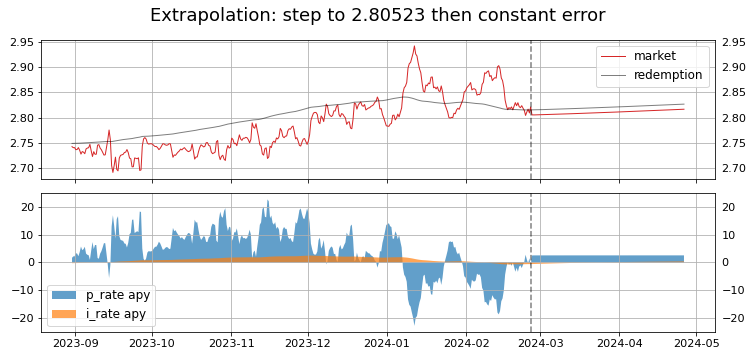 Extrapolation: step to 2.80523 then constant error
2.95 2.95
2.90 2.90
2.85 2.85
2.80 2.80
2.75 2.75
2.70 2.70
market
redemption
20 20
10 10
0 0
−10 −10
−20 −20
p_rate apy
i_rate apy
2023-09 2023-10 2023-11 2023-12 2024-01 2024-02 2024-03 2024-04 2024-05